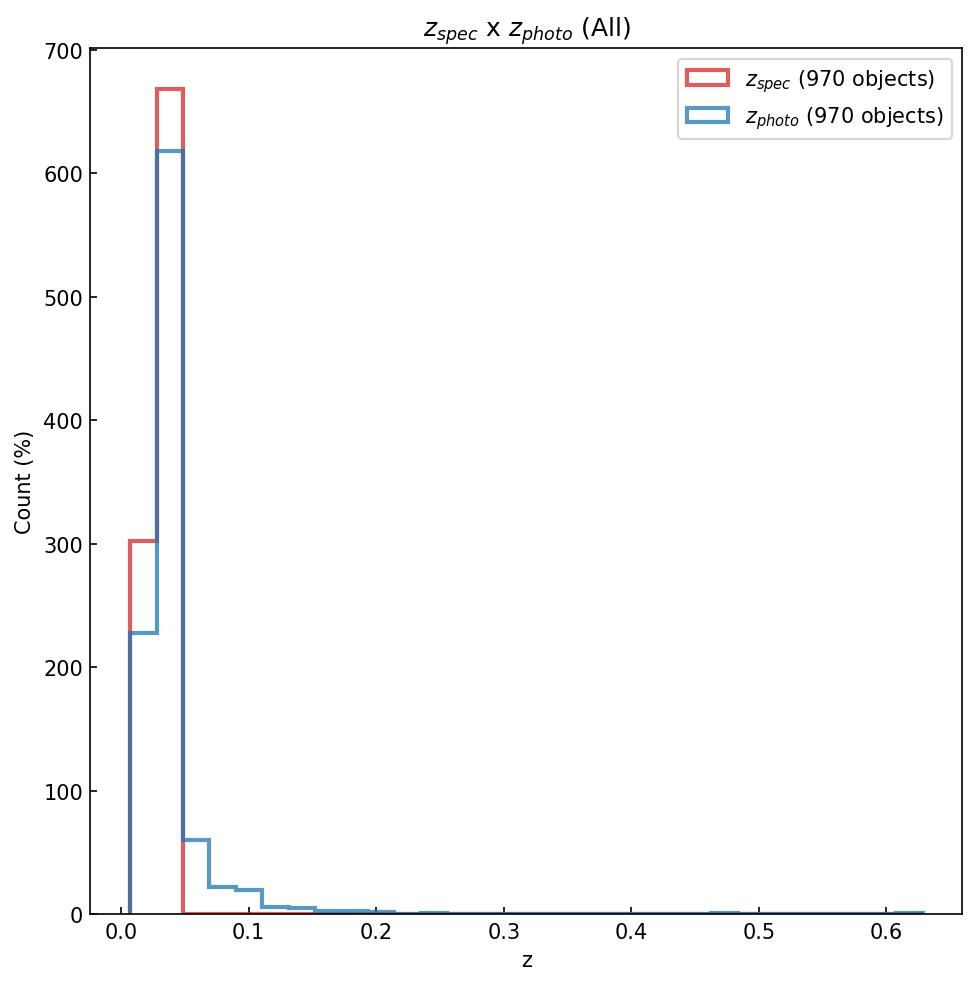 z_spec x z_photo (All)
z_spec (970 objects)
z_photo (970 objects)
Count (%)
700
600
500
400
300
200
100
0
0.0 0.1 0.2 0.3 0.4 0.5 0.6
z